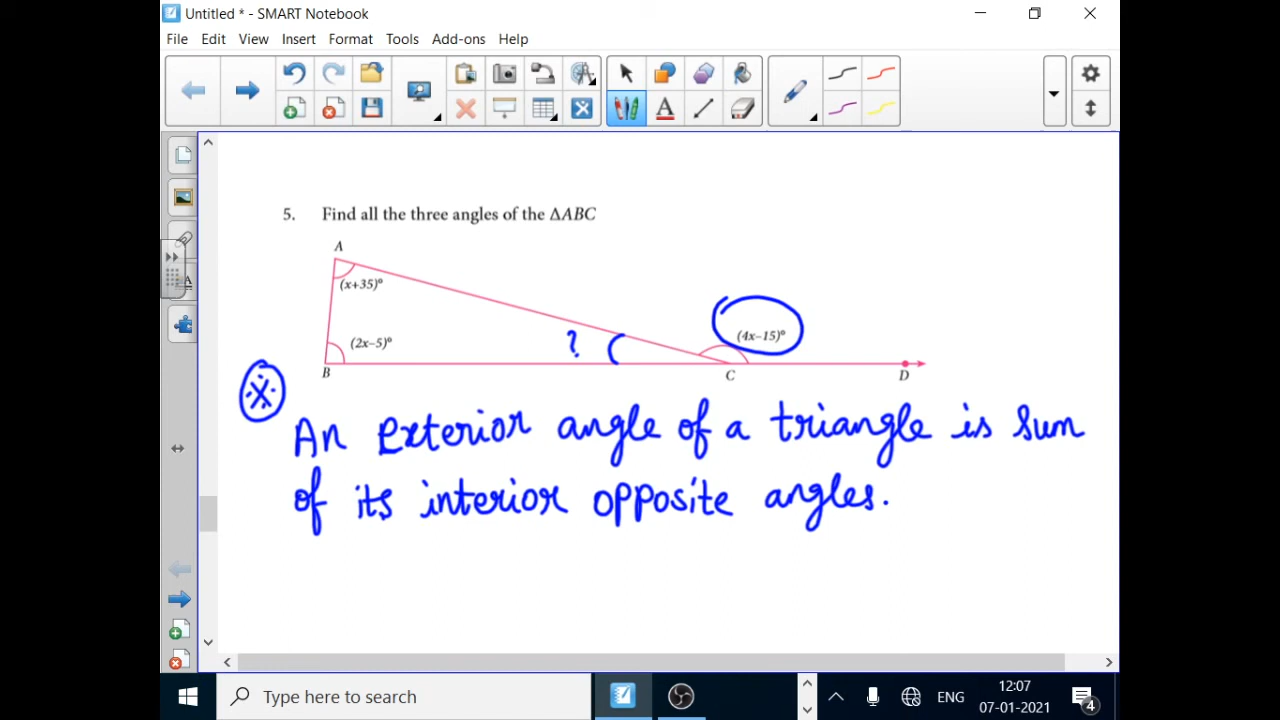 Untitled * - SMART Notebook
File Edit View Insert Format Tools Add-ons Help
5. Find all the three angles of the ΔABC
A
(x+35)°
(4x–15)°
?
(2x–5)°
B
C
D
An exterior angle of a triangle is sum
of its interior opposite angles.
Type here to search
ENG
12:07
07-01-2021
4